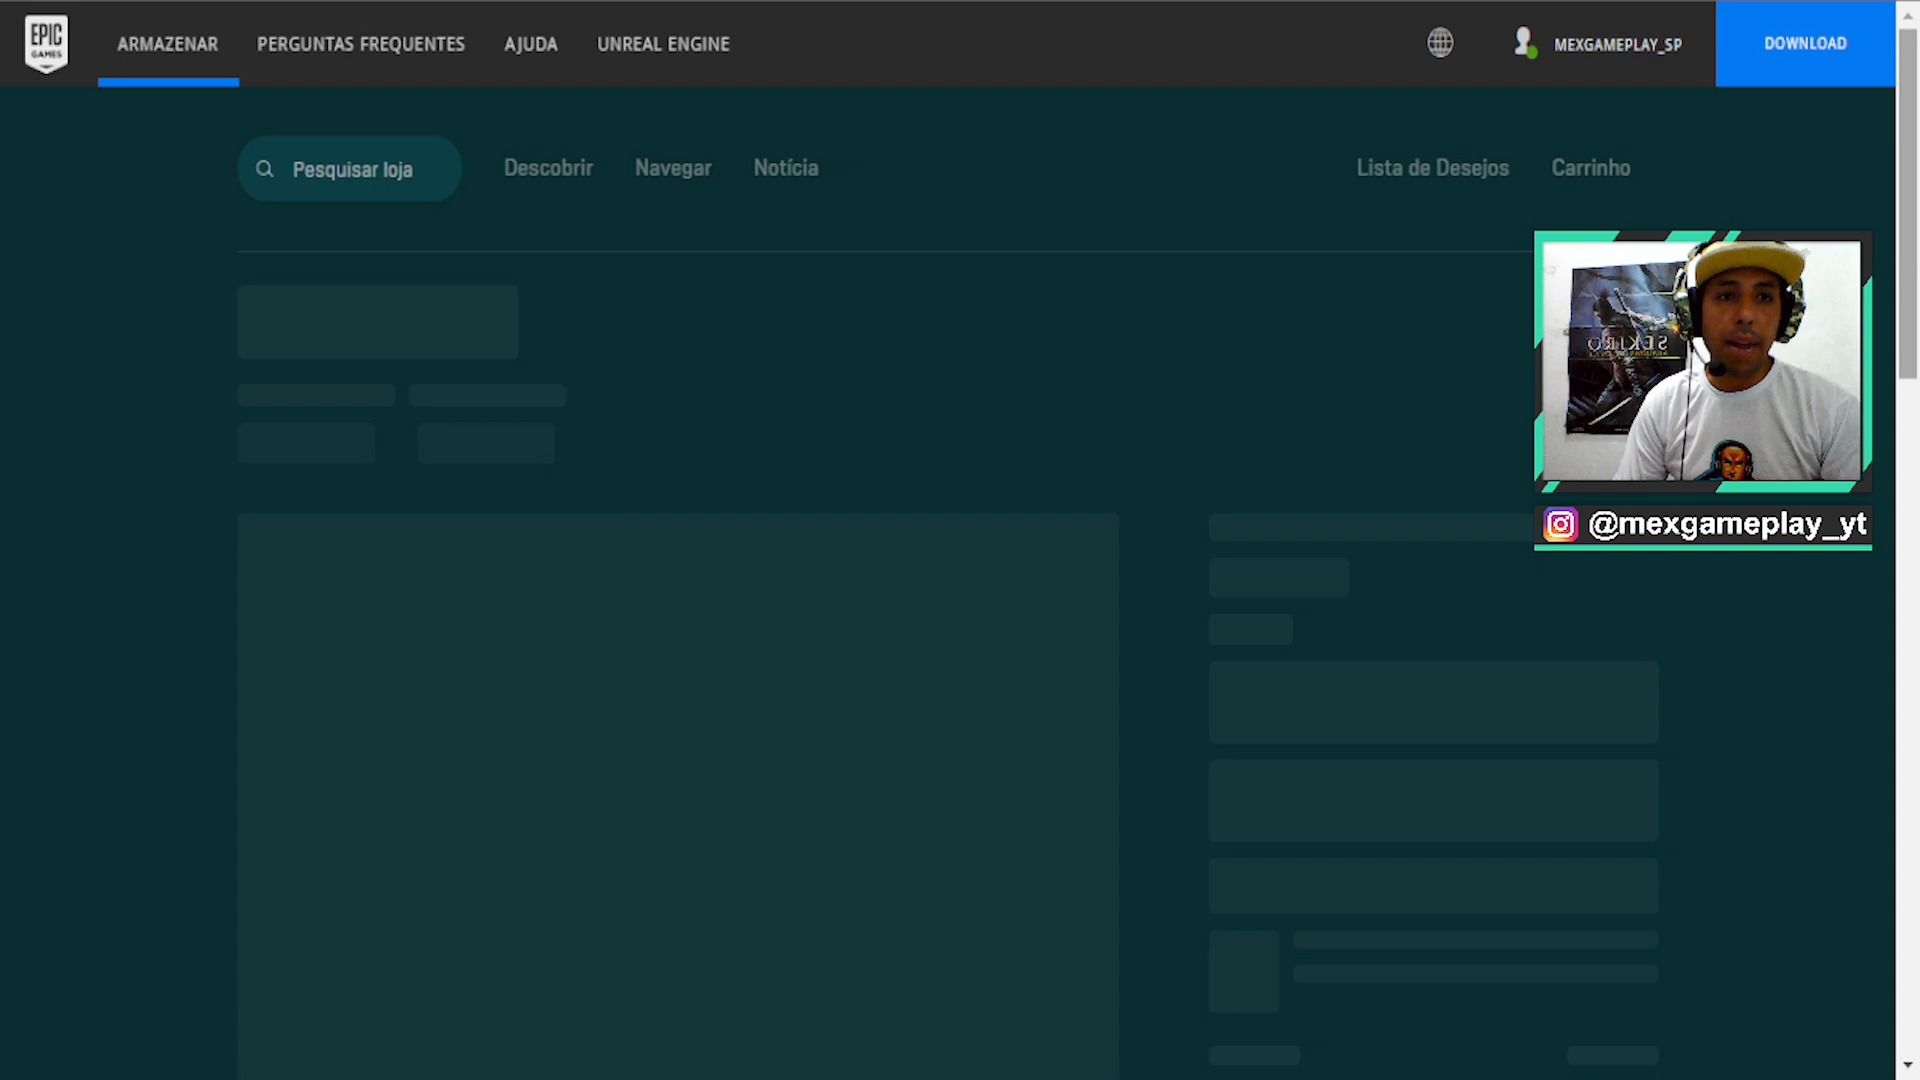 EPIC
GAMES
ARMAZENAR
PERGUNTAS FREQUENTES
AJUDA
UNREAL ENGINE
MEXGAMEPLAY_SP
DOWNLOAD
Pesquisar loja
Descobrir
Navegar
Notícia
Lista de Desejos
Carrinho
SEKIRO
@mexgameplay_yt